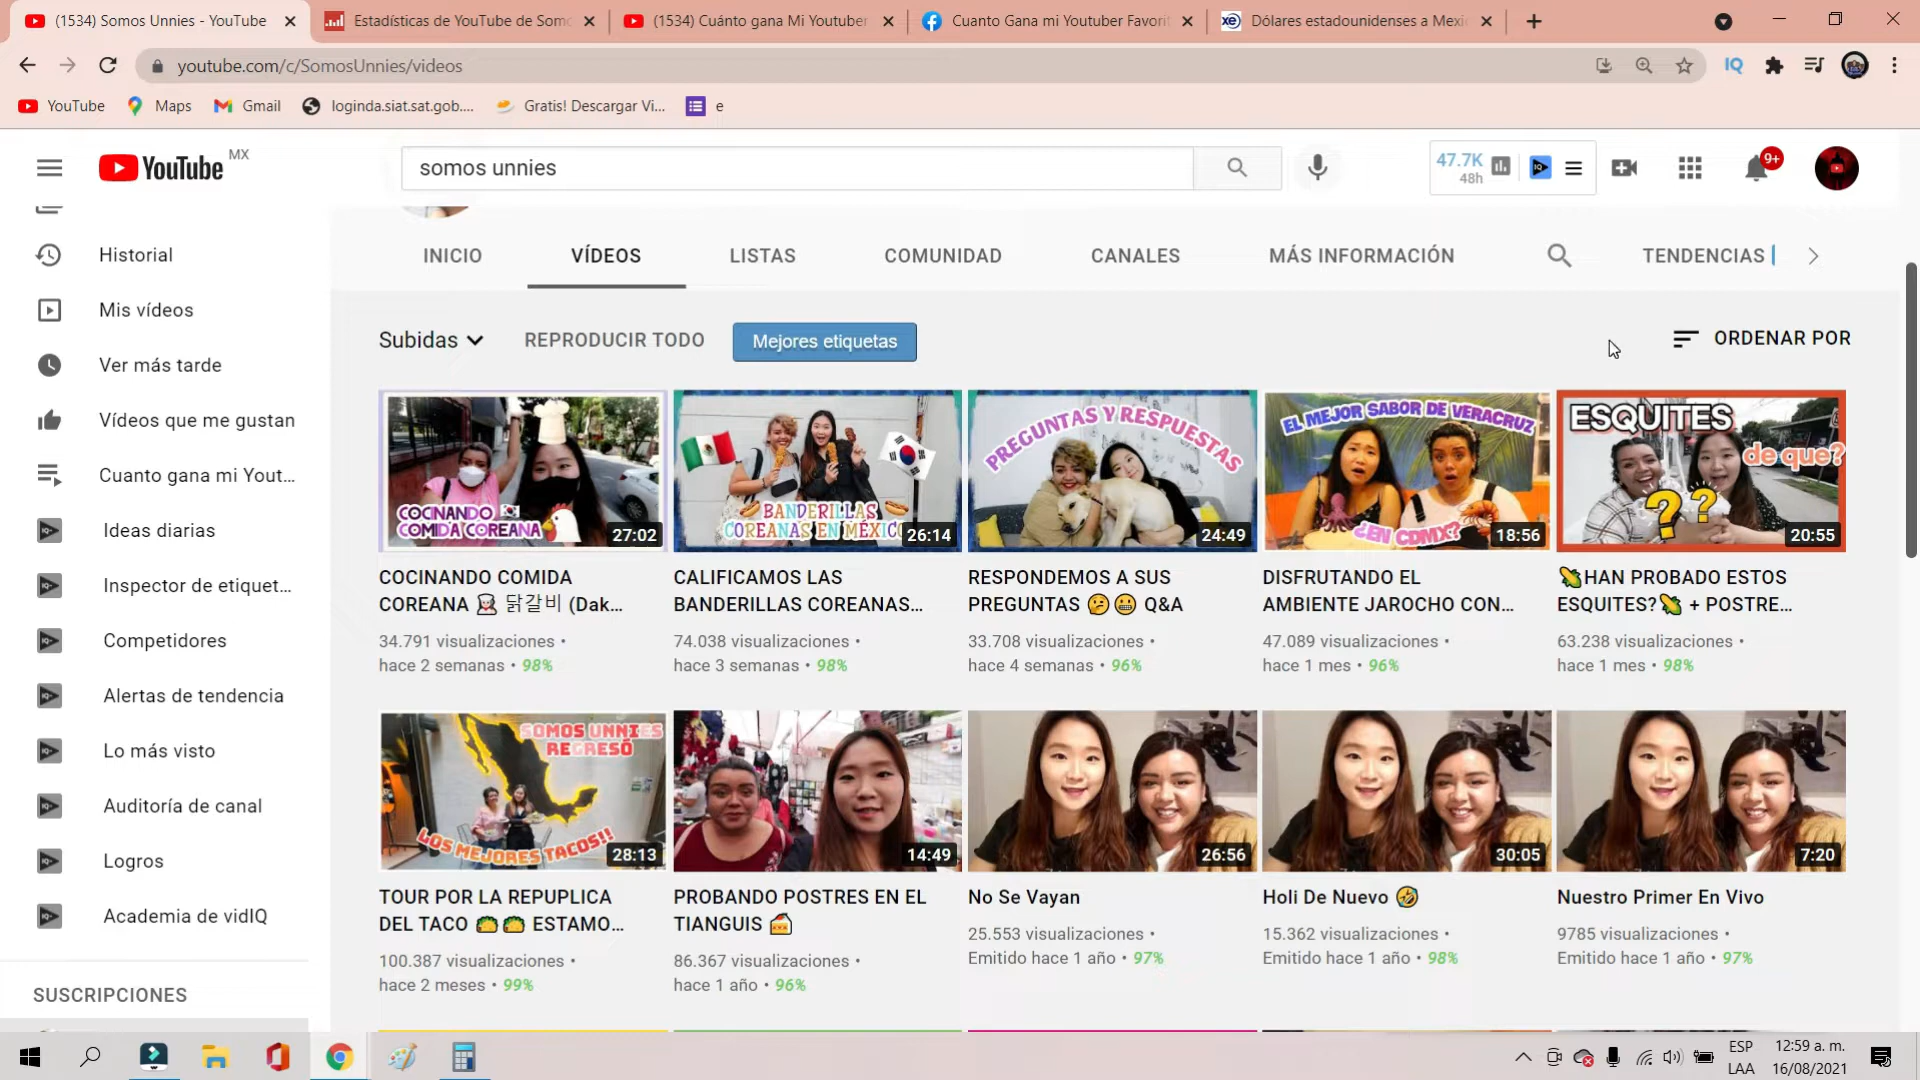 (1534) Somos Unnies - YouTube
Estadísticas de YouTube de Somo
(1534) Cuánto gana Mi Youtuber
Cuanto Gana mi Youtuber Favorit
Dólares estadounidenses a Mexi
youtube.com/c/SomosUnnies/videos
IQ
YouTube
Maps
Gmail
loginda.siat.sat.gob....
Gratis! Descargar Vi...
e
YouTube MX
somos unnies
47.7K
48h
9+
Historial
Mis vídeos
Ver más tarde
Vídeos que me gustan
Cuanto gana mi Yout...
Ideas diarias
Inspector de etiquet...
Competidores
Alertas de tendencia
Lo más visto
Auditoría de canal
Logros
Academia de vidIQ
SUSCRIPCIONES
INICIO
VÍDEOS
LISTAS
COMUNIDAD
CANALES
MÁS INFORMACIÓN
TENDENCIAS
Subidas
REPRODUCIR TODO
Mejores etiquetas
ORDENAR POR
COCINANDO
COMIDA
COREANA
27:02
COCINANDO COMIDA
COREANA 👩‍🍳 닭갈비 (Dak...
34.791 visualizaciones •
hace 2 semanas • 98%
BANDERILLAS
COREANAS EN MÉXICO
26:14
CALIFICAMOS LAS
BANDERILLAS COREANAS...
74.038 visualizaciones •
hace 3 semanas • 98%
PREGUNTAS Y RESPUESTAS
24:49
RESPONDEMOS A SUS
PREGUNTAS 🤔😬 Q&A
33.708 visualizaciones •
hace 4 semanas • 96%
EL MEJOR SABOR DE VERACRUZ
¿EN CDMX?
18:56
DISFRUTANDO EL
AMBIENTE JAROCHO CON...
47.089 visualizaciones •
hace 1 mes • 96%
ESQUITES
de que?
? ?
20:55
🌽HAN PROBADO ESTOS
ESQUITES?🌽 + POSTRE...
63.238 visualizaciones •
hace 1 mes • 98%
SOMOS UNNIES
REGRESÓ
LOS MEJORES TACOS!!
28:13
TOUR POR LA REPUPLICA
DEL TACO 🌮🌮 ESTAMO...
100.387 visualizaciones •
hace 2 meses • 99%
14:49
PROBANDO POSTRES EN EL
TIANGUIS 🍰
86.367 visualizaciones •
hace 1 año • 96%
26:56
No Se Vayan
25.553 visualizaciones •
Emitido hace 1 año • 97%
30:05
Holi De Nuevo 🤣
15.362 visualizaciones •
Emitido hace 1 año • 98%
7:20
Nuestro Primer En Vivo
9785 visualizaciones •
Emitido hace 1 año • 97%
ESP
LAA
12:59 a. m.
16/08/2021